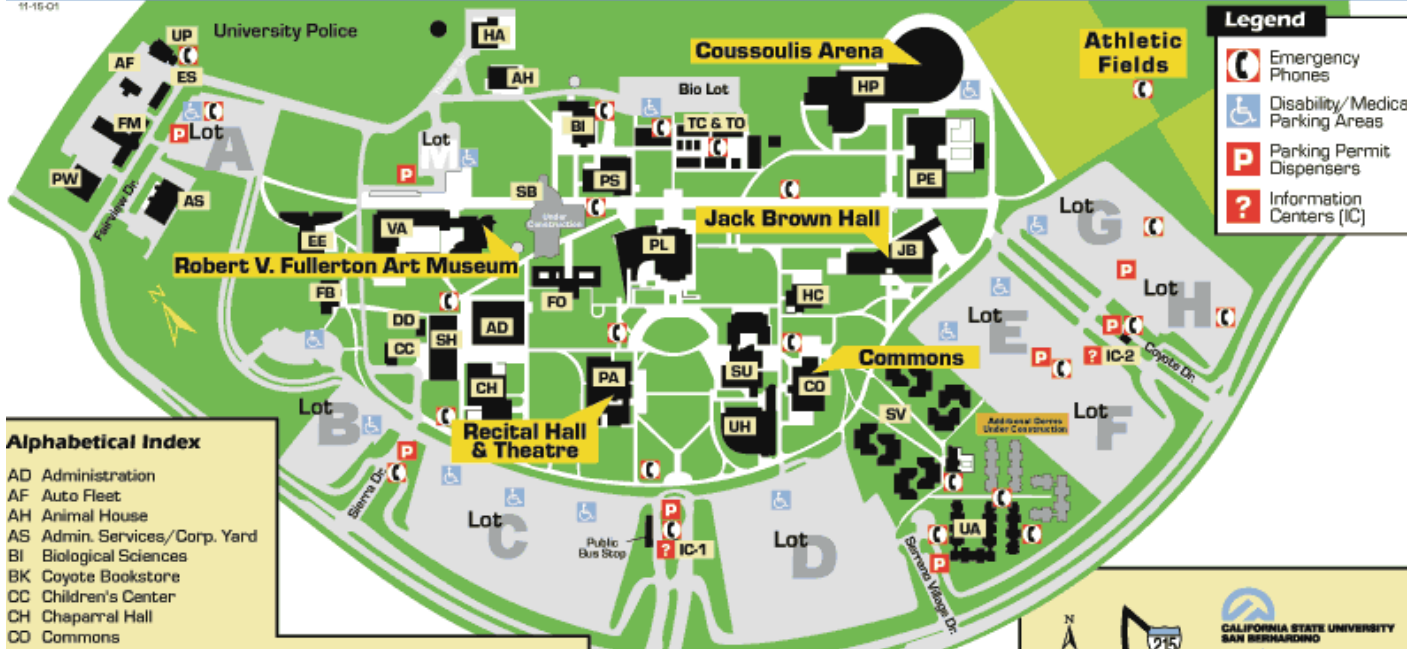 11-15-01
UP
University Police
HA
AF
ES
AH
Coussoulis Arena
HP
Athletic
Fields
Legend
Emergency
Phones
Disability/Medica
Parking Areas
Parking Permit
Dispensers
Information
Centers (IC)
P
?
Bio Lot
FM
P
Lot
A
BI
TC & TO
Lot
M
P
PW
AS
Fairview Dr.
SB
PS
PE
Under
Construction
Jack Brown Hall
Lot
G
EE
VA
PL
JB
Robert V. Fullerton Art Museum
N
FB
FO
HC
P
Lot
H
Lot
E
DD
CC
SH
AD
P
P
?
IC-2
Coyote Dr.
Commons
CH
PA
SU
CO
UH
SV
Lot
B
Recital Hall
& Theatre
Additional Dorms
Under Construction
Lot
F
Alphabetical Index
AD Administration
AF Auto Fleet
AH Animal House
AS Admin. Services/Corp. Yard
BI Biological Sciences
BK Coyote Bookstore
CC Children's Center
CH Chaparral Hall
CO Commons
P
Sierra Dr.
Lot
C
Public
Bus Stop
P
?
IC-1
Lot
D
UA
P
Serrano Village Dr.
N
215
CALIFORNIA STATE UNIVERSITY
SAN BERNARDINO